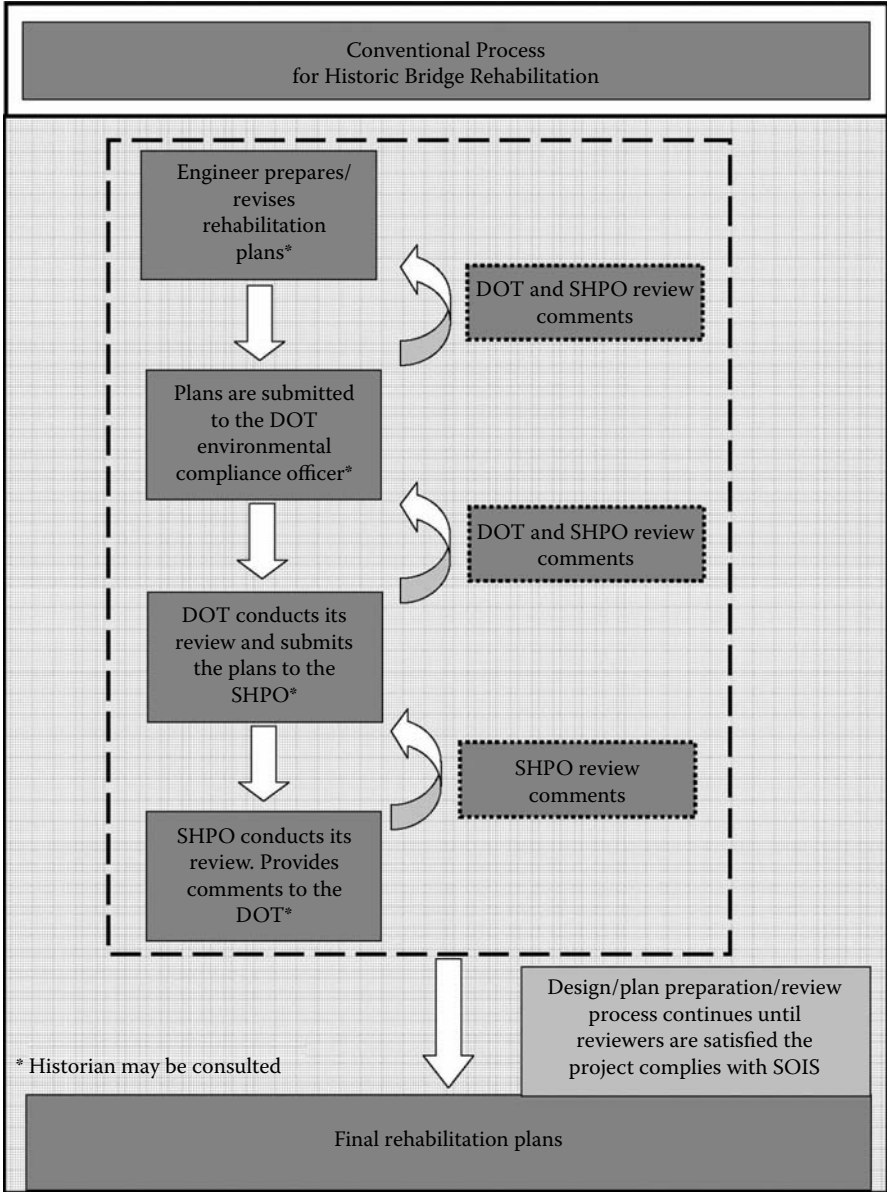 Conventional Process
for Historic Bridge Rehabilitation
Engineer prepares/
revises
rehabilitation
plans*
DOT and SHPO review
comments
Plans are submitted
to the DOT
environmental
compliance officer*
DOT and SHPO review
comments
DOT conducts its
review and submits
the plans to the
SHPO*
SHPO review
comments
SHPO conducts its
review. Provides
comments to the
DOT*
Design/plan preparation/review
process continues until
reviewers are satisfied the
project complies with SOIS
* Historian may be consulted
Final rehabilitation plans